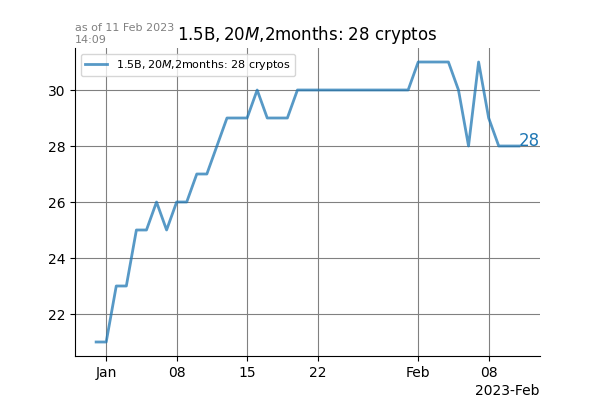 as of 11 Feb 2023
14:09
1.5B, 20M,2months: 28 cryptos
1.5B, 20M,2months: 28 cryptos
30
28
28
26
24
22
Jan
08
15
22
Feb
08
2023-Feb